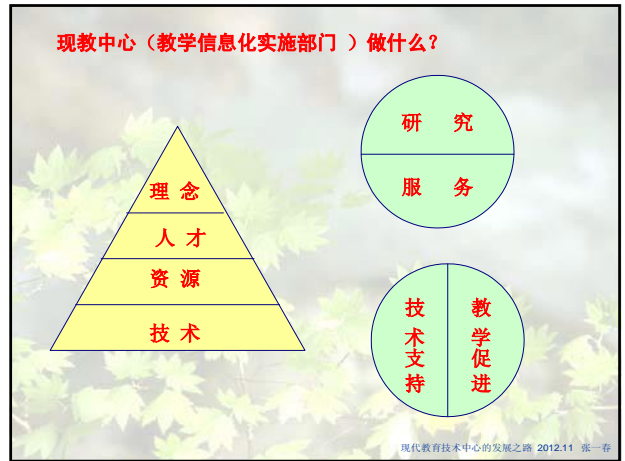 现教中心（教学信息化实施部门 ）做什么？
理 念
人 才
资 源
技 术
研 究
服 务
技术支持
教学促进
现代教育技术中心的发展之路 2012.11 张一春